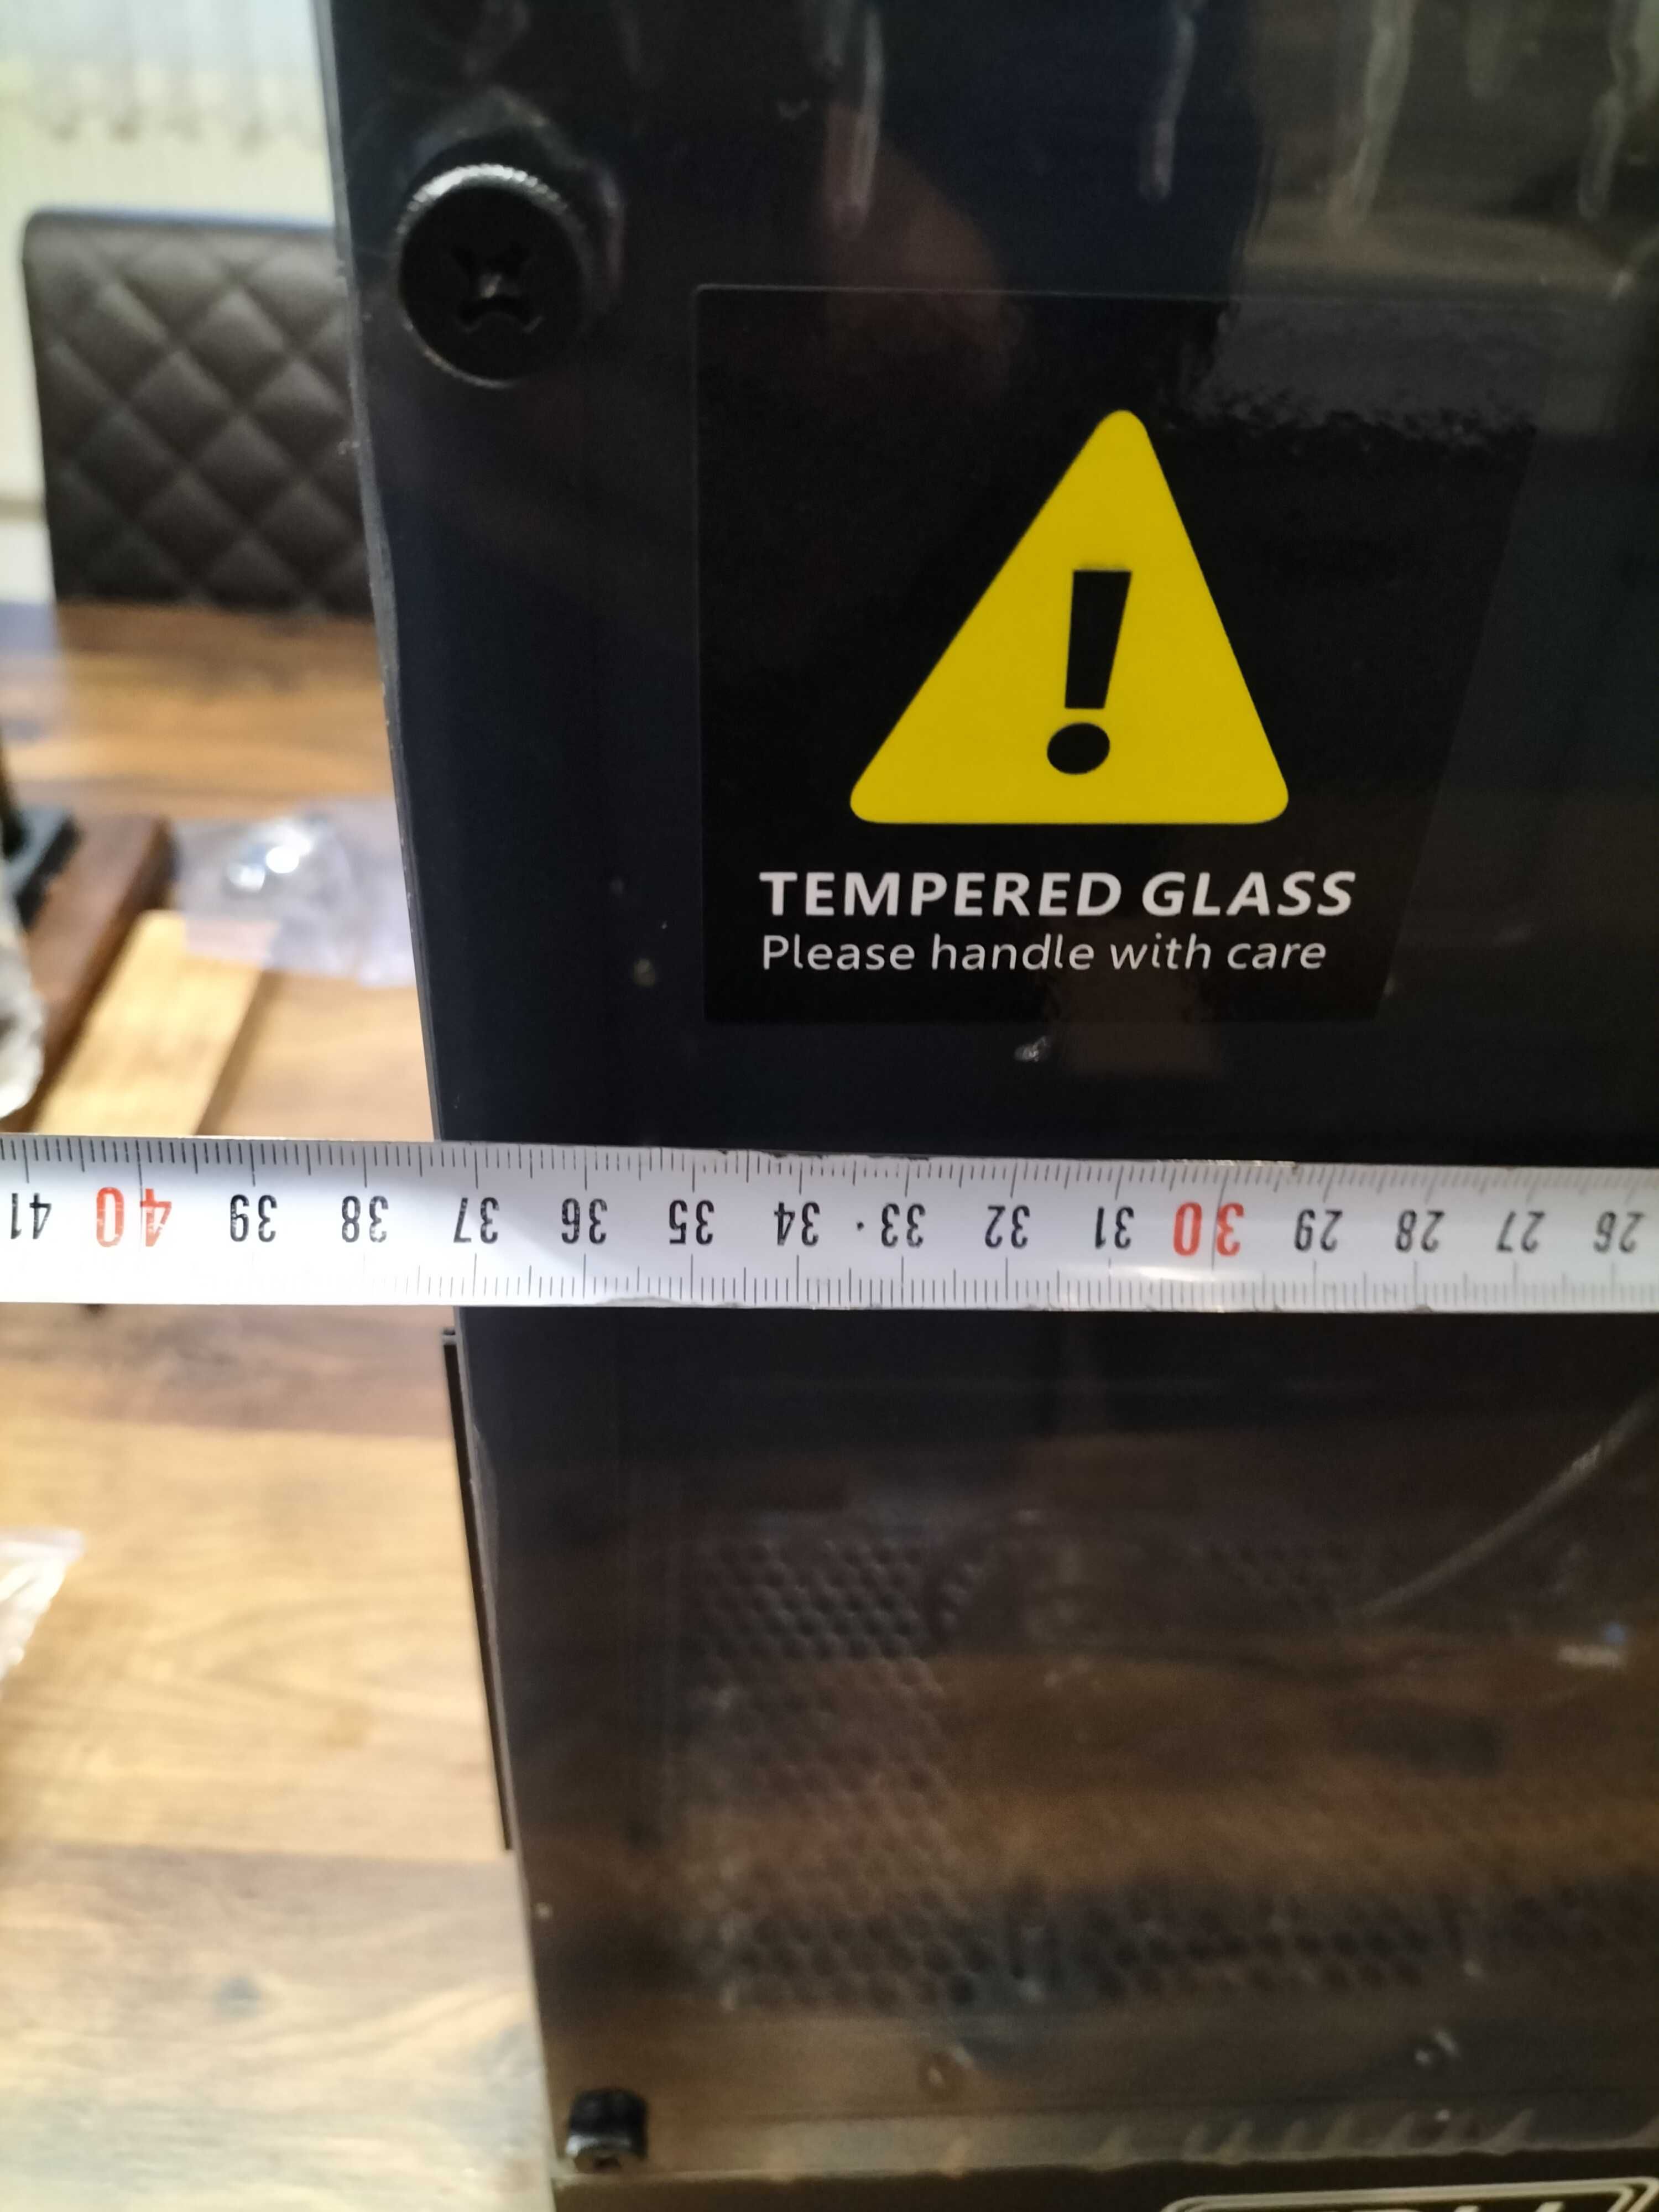 TEMPERED GLASS
Please handle with care
41 40 39 38 37 36 35 34 33 32 31 30 29 28 27 26